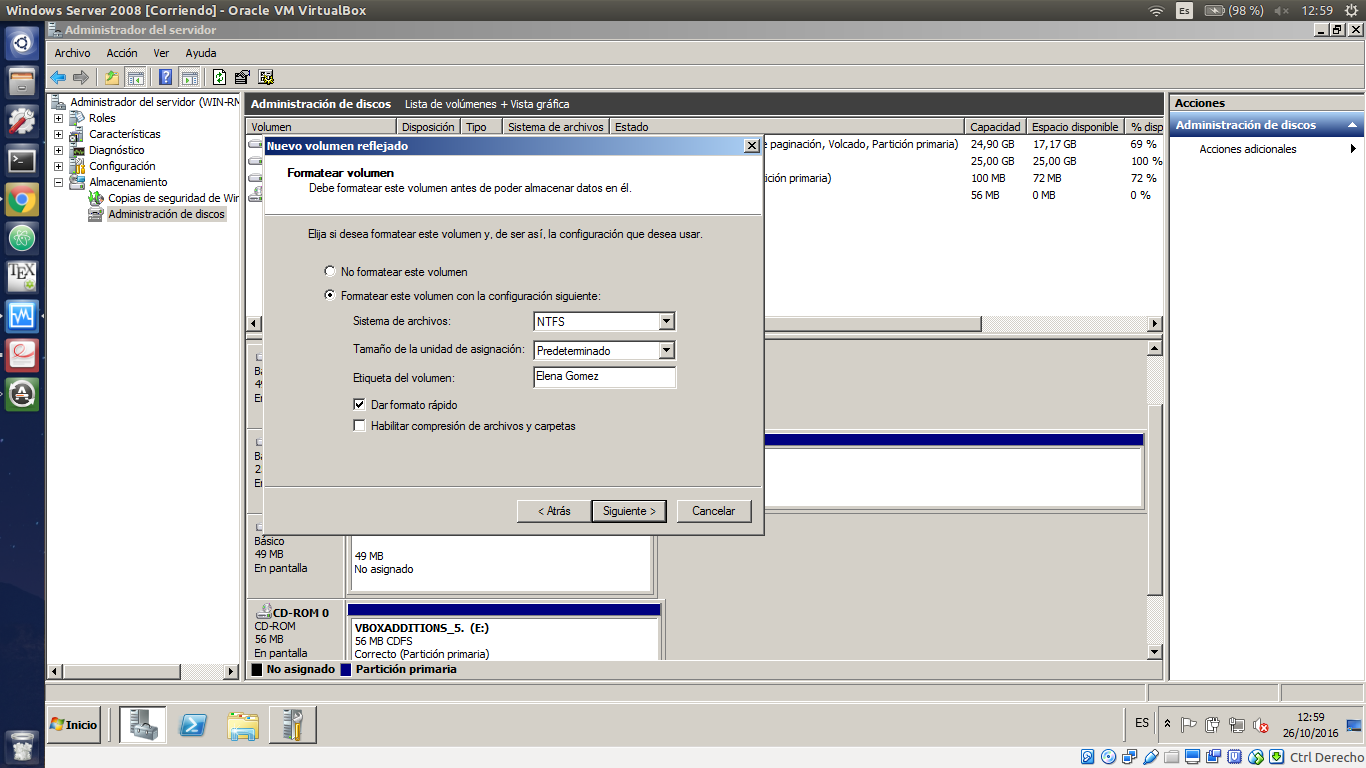 Windows Server 2008 [Corriendo] - Oracle VM VirtualBox
Es
(98 %)
12:59
Administrador del servidor
Archivo Acción Ver Ayuda
Administrador del servidor (WIN-RN
Roles
Características
Diagnóstico
Configuración
Almacenamiento
Copias de seguridad de Wir
Administración de discos
Administración de discos Lista de volúmenes + Vista gráfica
Volumen Disposición Tipo Sistema de archivos Estado Capacidad Espacio disponible % disp
e paginación, Volcado, Partición primaria) 24,90 GB 17,17 GB 69 %
25,00 GB 25,00 GB 100 %
ición primaria) 100 MB 72 MB 72 %
56 MB 0 MB 0 %
Nuevo volumen reflejado
Formatear volumen
Debe formatear este volumen antes de poder almacenar datos en él.
Elija si desea formatear este volumen y, de ser así, la configuración que desea usar.
No formatear este volumen
Formatear este volumen con la configuración siguiente:
Sistema de archivos: NTFS
Tamaño de la unidad de asignación: Predeterminado
Etiqueta del volumen: Elena Gomez
Dar formato rápido
Habilitar compresión de archivos y carpetas
< Atrás Siguiente > Cancelar
Ba
49
En
Ba
2
En
Básico
49 MB
En pantalla
49 MB
No asignado
CD-ROM 0
CD-ROM
56 MB
En pantalla
VBOXADDITIONS_5. (E:)
56 MB CDFS
Correcto (Partición primaria)
No asignado Partición primaria
Acciones
Administración de discos
Acciones adicionales
Inicio
ES
12:59
26/10/2016
Ctrl Derecho
TEX